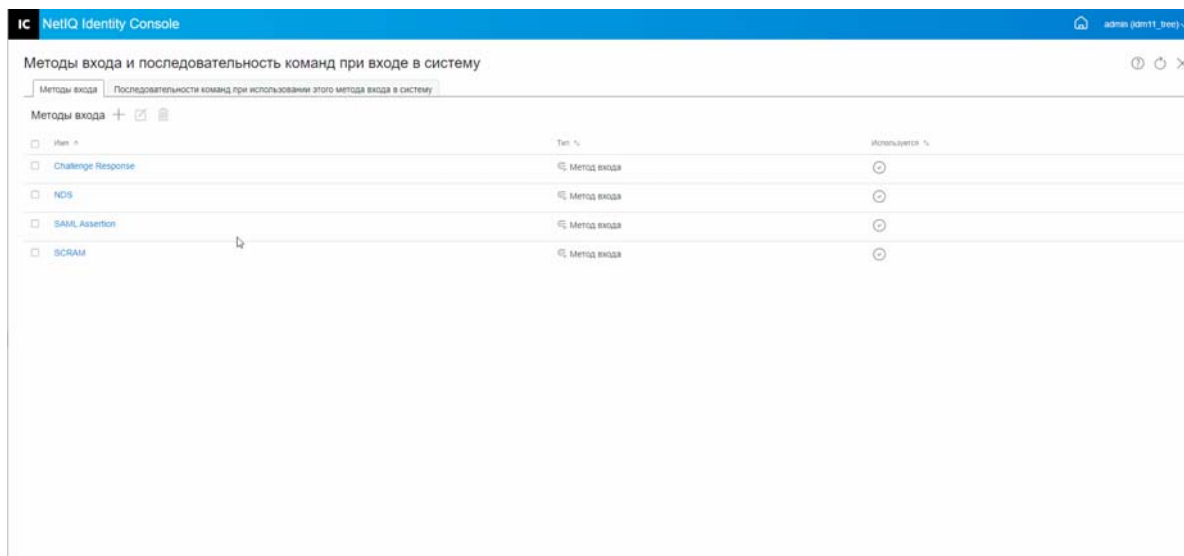 IC NetIQ Identity Console admin (idm11_tree)
Методы входа и последовательность команд при входе в систему
Методы входа Последовательности команд при использовании этого метода входа в систему
Методы входа
Имя Тип Используется
Challenge Response Метод входа
NDS Метод входа
SAML Assertion Метод входа
SCRAM Метод входа